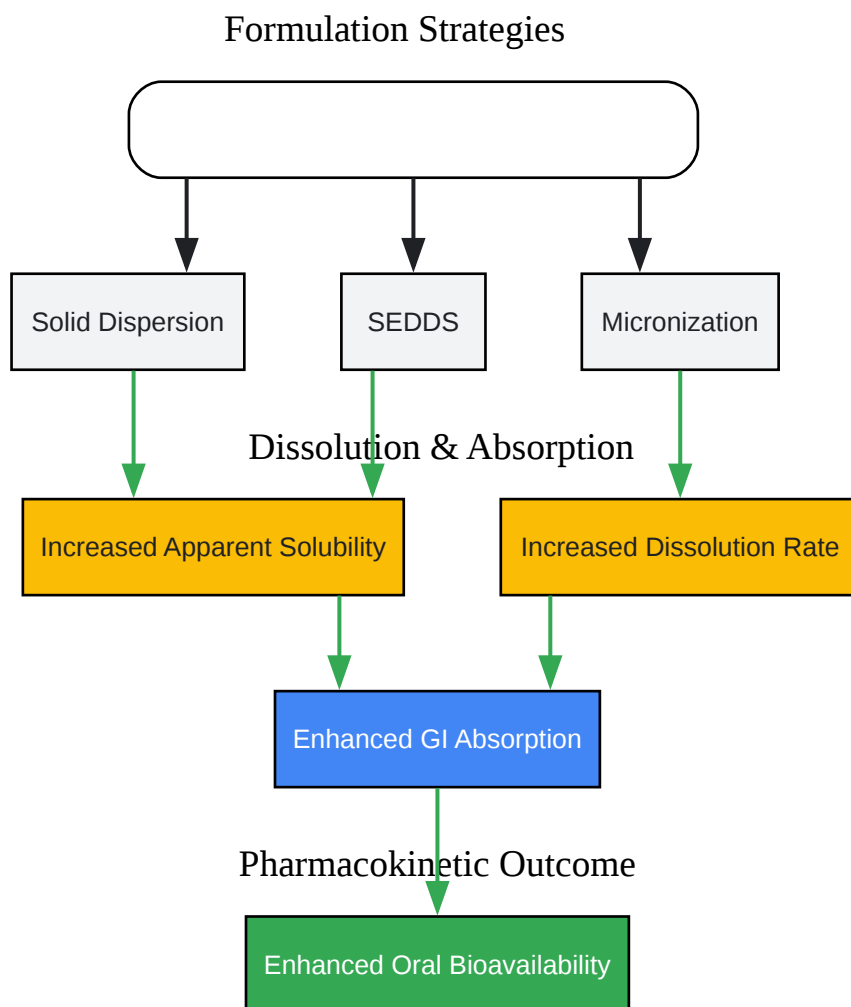 Formulation Strategies
Solid Dispersion
SEDDS
Micronization
Dissolution & Absorption
Increased Apparent Solubility
Increased Dissolution Rate
Enhanced GI Absorption
Pharmacokinetic Outcome
Enhanced Oral Bioavailability